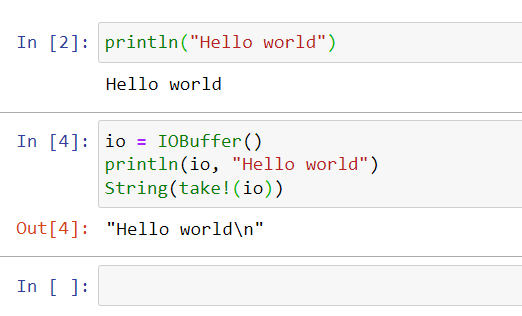 In [2]: println("Hello world")
Hello world
In [4]: io = IOBuffer()
println(io, "Hello world")
String(take!(io))
Out[4]: "Hello world\n"
In [ ]: